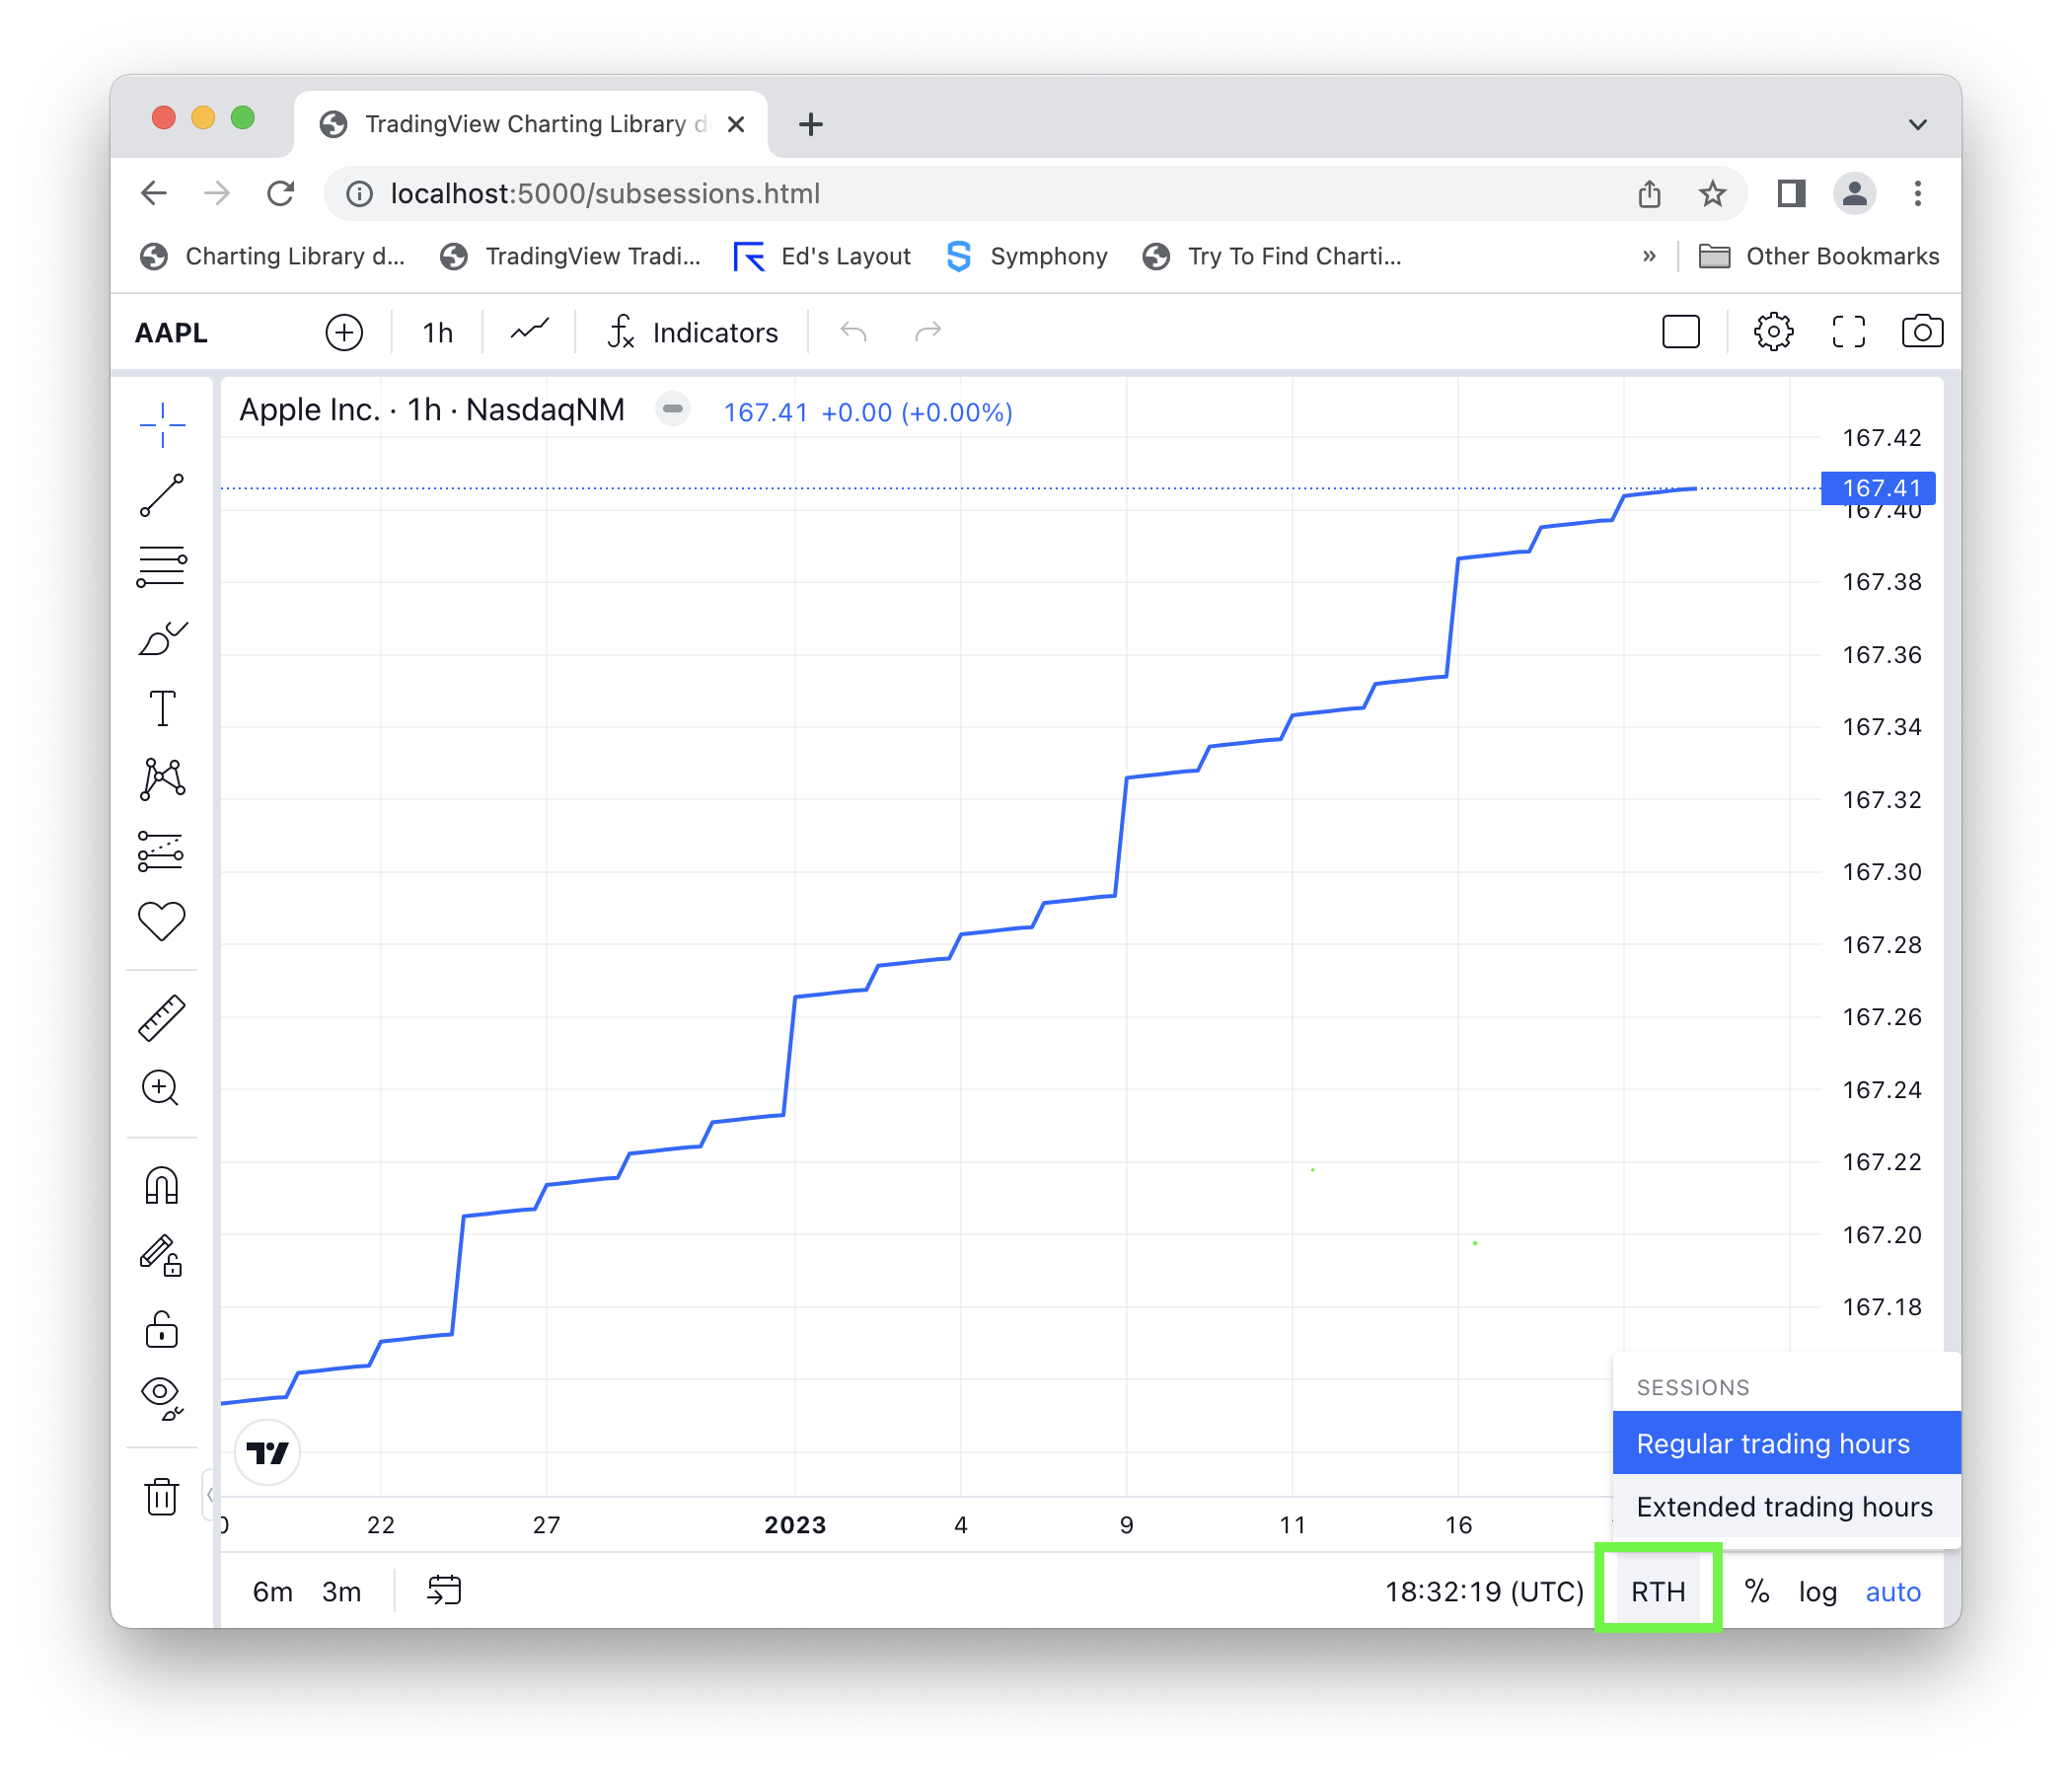 TradingView Charting Library d
localhost:5000/subsessions.html
Charting Library d...
TradingView Tradi...
Ed's Layout
Symphony
Try To Find Charti...
»
Other Bookmarks
AAPL
1h
Indicators
Apple Inc. · 1h · NasdaqNM
167.41 +0.00 (+0.00%)
167.42
167.41
167.40
167.38
167.36
167.34
167.32
167.30
167.28
167.26
167.24
167.22
167.20
167.18
SESSIONS
Regular trading hours
Extended trading hours
0
22
27
2023
4
9
11
16
6m
3m
18:32:19 (UTC)
RTH
%
log
auto